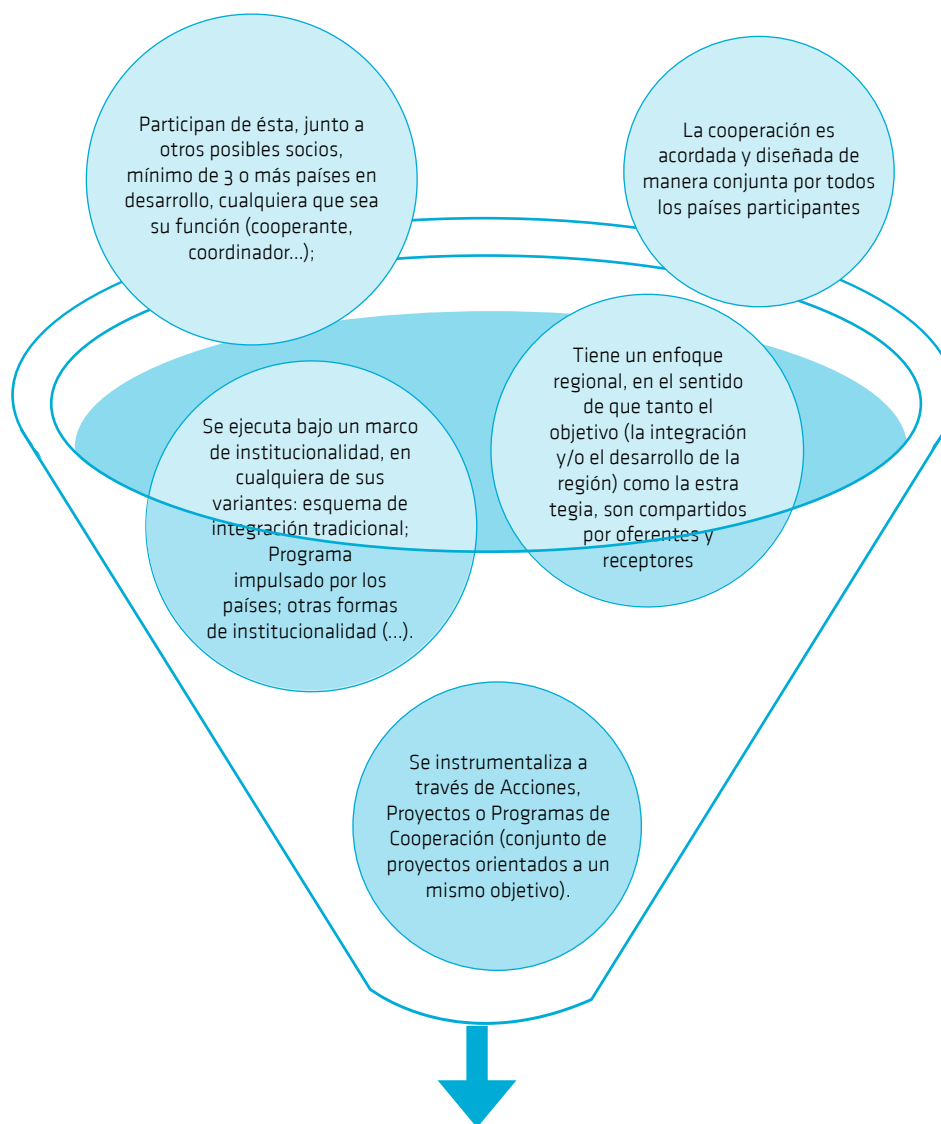 Participan de ésta, junto a
otros posibles socios,
mínimo de 3 o más países en
desarrollo, cualquiera que sea
su función (cooperante,
coordinador...);
La cooperación es
acordada y diseñada de
manera conjunta por todos
los países participantes
Se ejecuta bajo un marco
de institucionalidad, en
cualquiera de sus
variantes: esquema de
integración tradicional;
Programa
impulsado por los
países; otras formas
de institucionalidad (...).
Tiene un enfoque
regional, en el sentido
de que tanto el
objetivo (la integración
y/o el desarrollo de la
región) como la estra
tegia, son compartidos
por oferentes y
receptores
Se instrumentaliza a
través de Acciones,
Proyectos o Programas de
Cooperación (conjunto de
proyectos orientados a un
mismo objetivo).